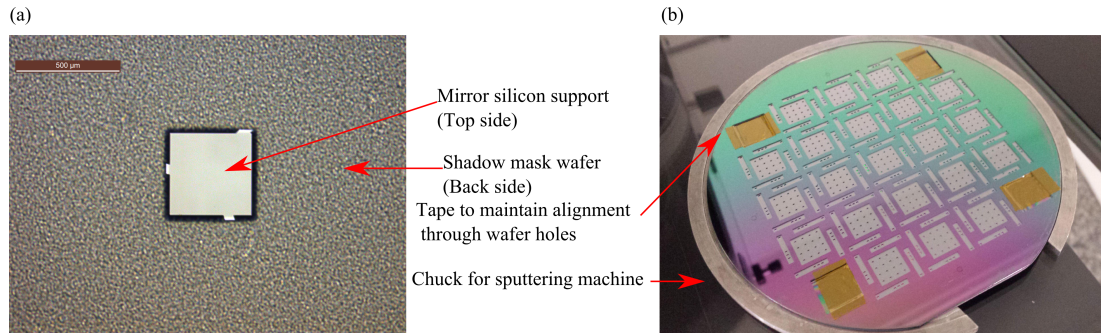 (a)
(b)
500 µm
Mirror silicon support
(Top side)
Shadow mask wafer
(Back side)
Tape to maintain alignment
through wafer holes
Chuck for sputtering machine